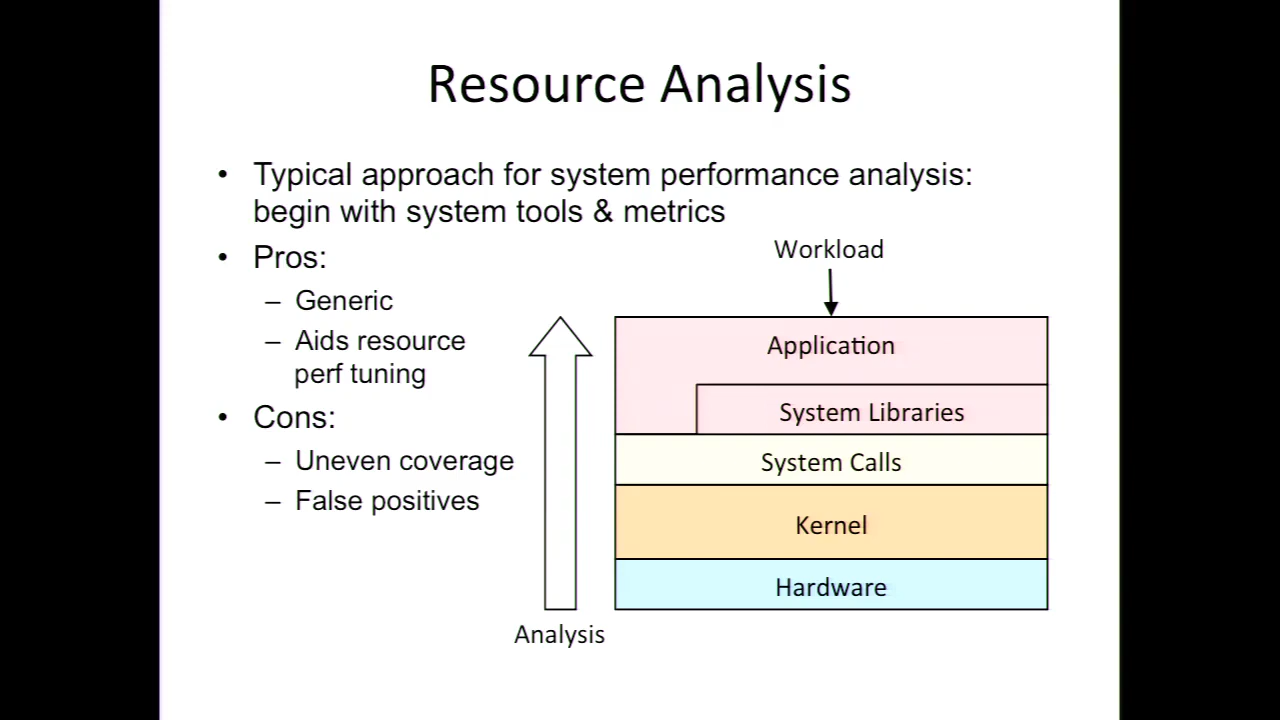 Resource Analysis
• Typical approach for system performance analysis:
begin with system tools & metrics
• Pros:
– Generic
– Aids resource
perf tuning
• Cons:
– Uneven coverage
– False positives
Workload
Application
System Libraries
System Calls
Kernel
Hardware
Analysis